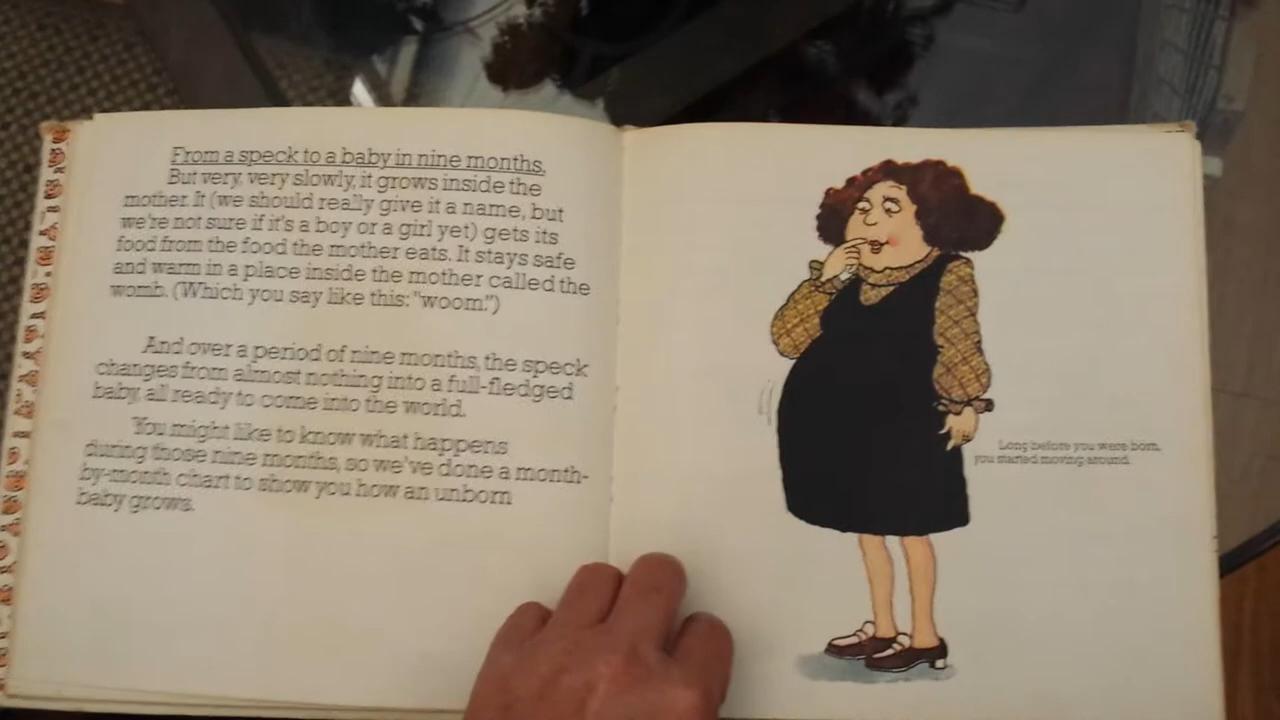 From a speck to a baby in nine months.
But very, very slowly, it grows inside the
mother. It (we should really give it a name, but
we're not sure if it's a boy or a girl yet) gets its
food from the food the mother eats. It stays safe
and warm in a place inside the mother called the
womb. (Which you say like this: "woom.")
And over a period of nine months, the speck
changes from almost nothing into a full-fledged
baby, all ready to come into the world.
You might like to know what happens
during those nine months, so we've done a month-
by-month chart to show you how an unborn
baby grows.
Long before you were born,
you started moving around.